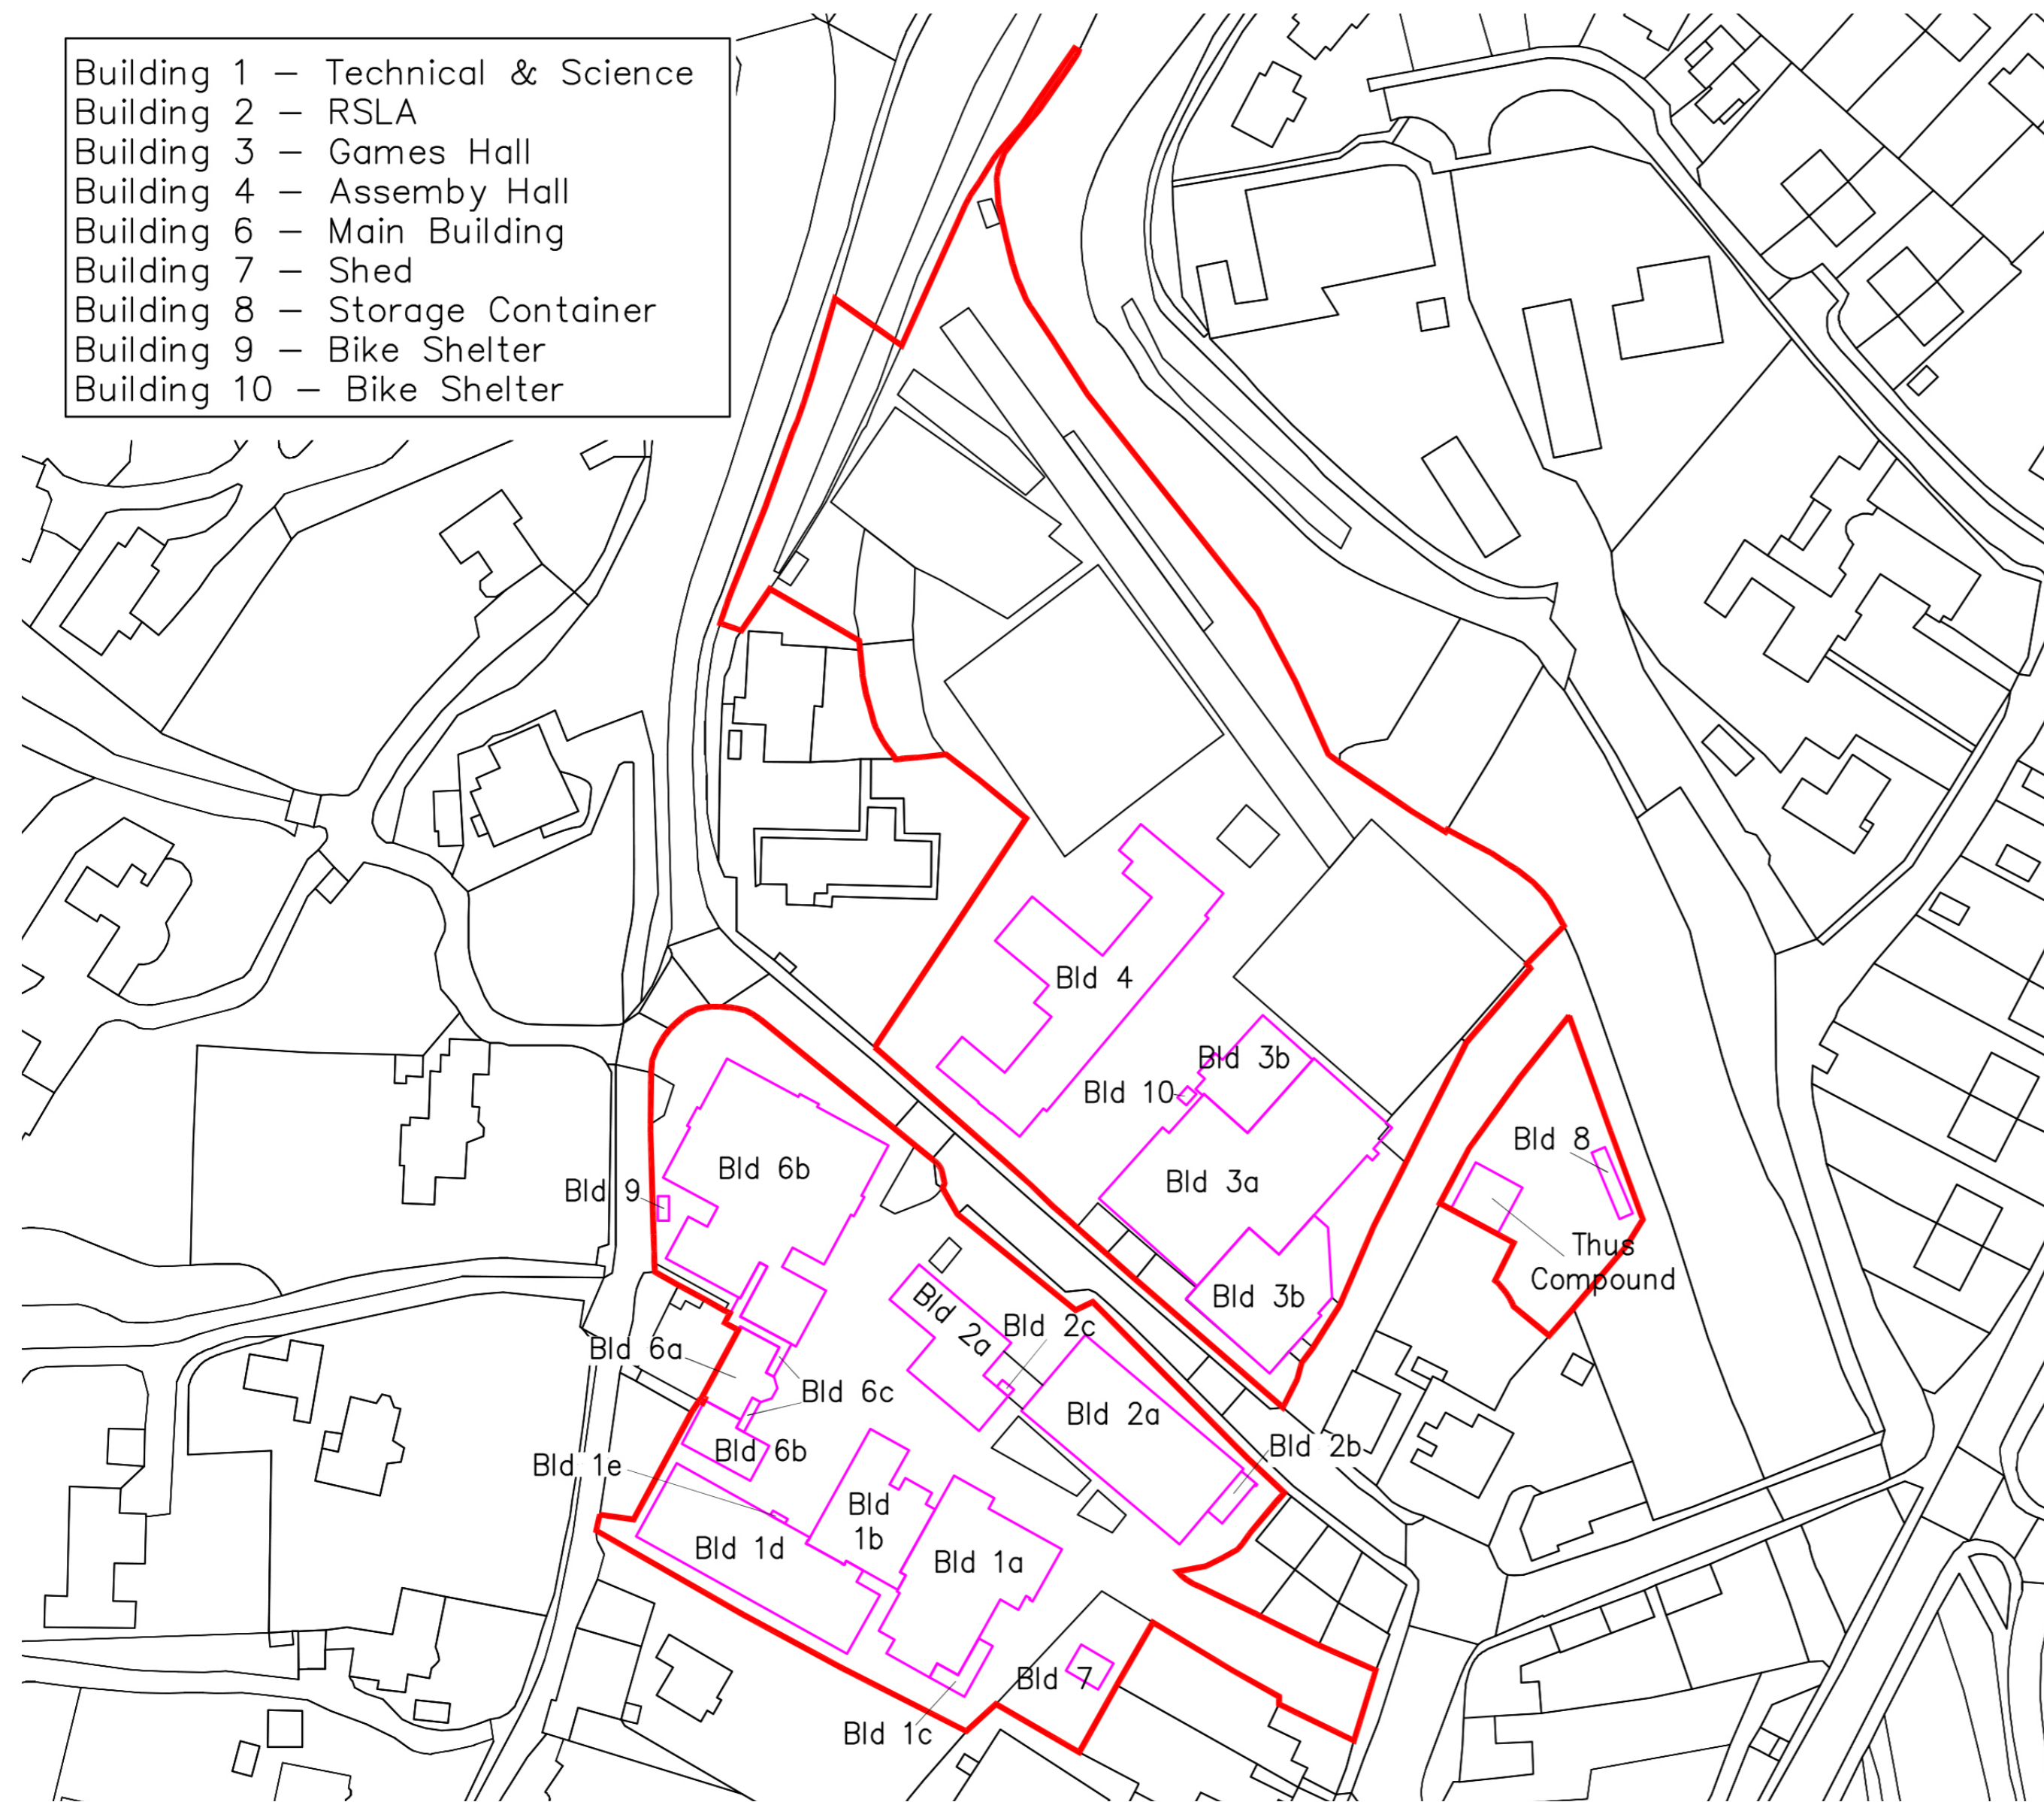 Building 1 – Technical & Science
Building 2 – RSLA
Building 3 – Games Hall
Building 4 – Assemby Hall
Building 6 – Main Building
Building 7 – Shed
Building 8 – Storage Container
Building 9 – Bike Shelter
Building 10 – Bike Shelter
Bld 4
Bld 3b
Bld 10
Bld 3a
Bld 8
Bld 6b
Bld 9
Thus
Compound
Bld 3b
Bld 2a
Bld 2c
Bld 6a
Bld 6c
Bld 2a
Bld 2b
Bld 6b
Bld 1e
Bld
1b
Bld 1d
Bld 1a
Bld 7
Bld 1c